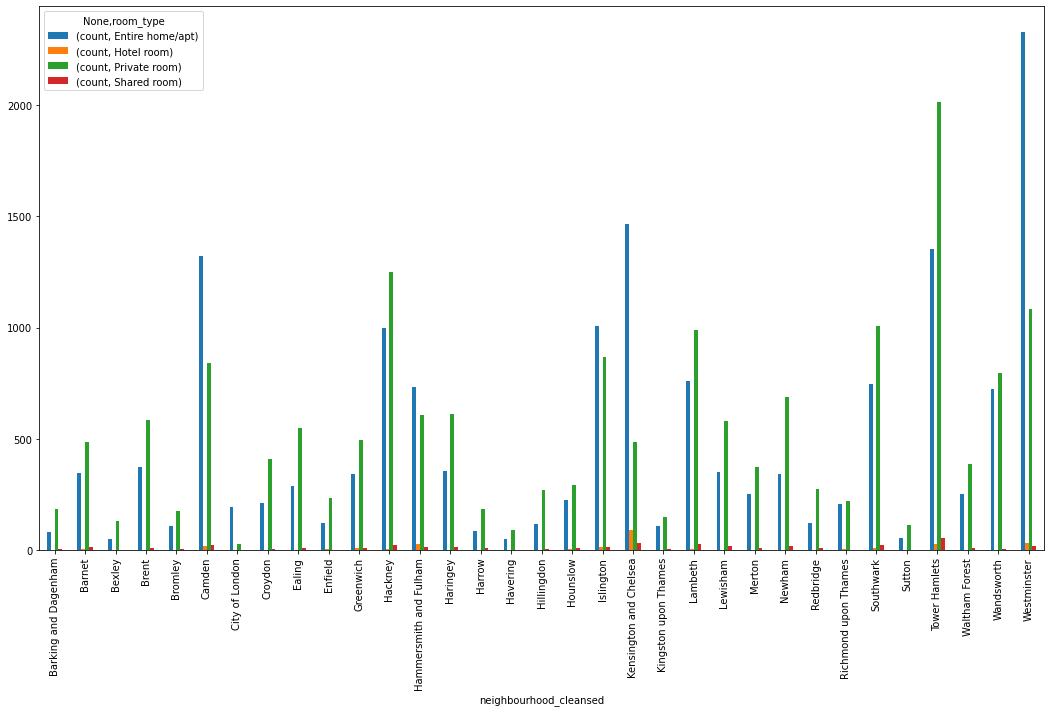 None,room_type
(count, Entire home/apt)
(count, Hotel room)
(count, Private room)
(count, Shared room)
2000
1500
1000
500
0
Barking and Dagenham
Barnet
Bexley
Brent
Bromley
Camden
City of London
Croydon
Ealing
Enfield
Greenwich
Hackney
Hammersmith and Fulham
Haringey
Harrow
Havering
Hillingdon
Hounslow
Islington
Kensington and Chelsea
Kingston upon Thames
Lambeth
Lewisham
Merton
Newham
Redbridge
Richmond upon Thames
Southwark
Sutton
Tower Hamlets
Waltham Forest
Wandsworth
Westminster
neighbourhood_cleansed